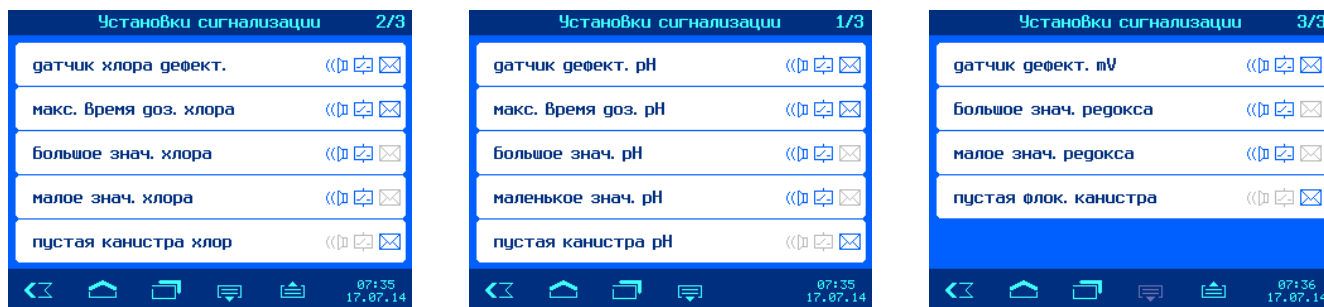 Установки сигнализации 2/3
датчик хлора дефект.
макс. время доз. хлора
большое знач. хлора
малое знач. хлора
пустая канистра хлор
07:35
17.07.14
Установки сигнализации 1/3
датчик дефект. pH
макс. время доз. pH
большое знач. pH
маленькое знач. pH
пустая канистра pH
07:35
17.07.14
Установки сигнализации 3/3
датчик дефект. mV
большое знач. редокса
малое знач. редокса
пустая флок. канистра
07:36
17.07.14